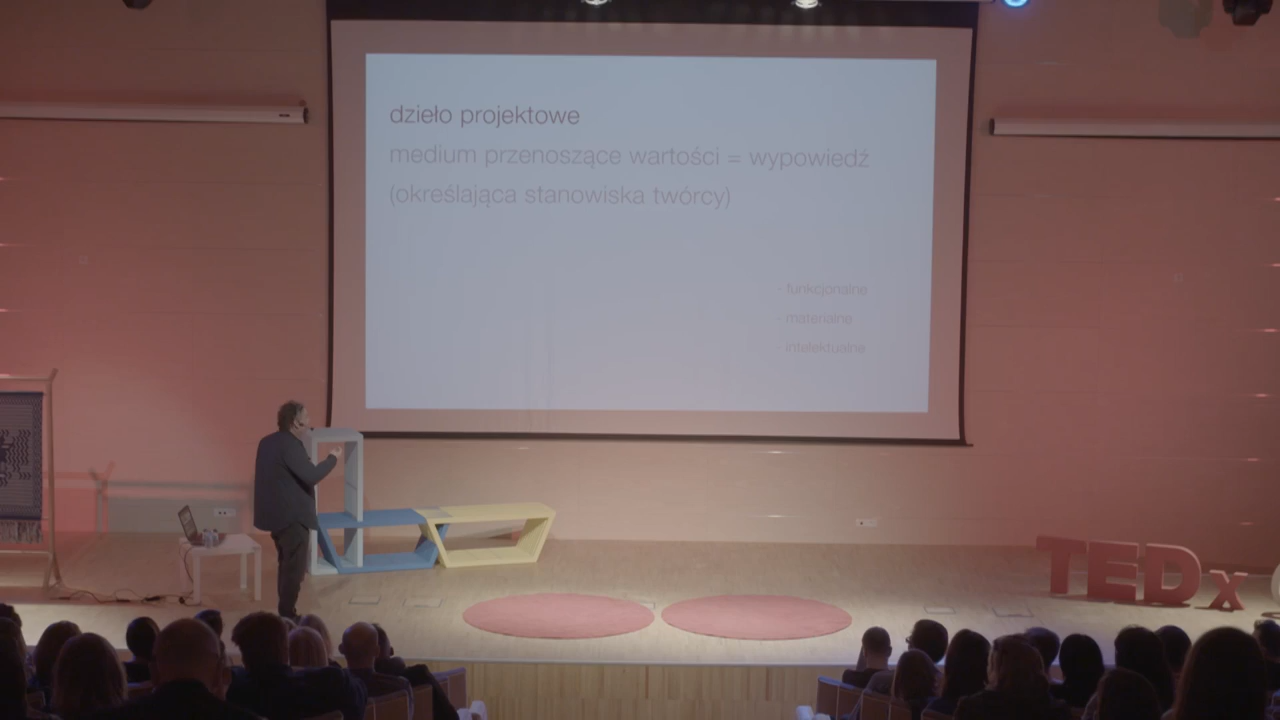 dzieło projektowe
medium przenoszące wartości = wypowiedź
(określająca stanowiska twórcy)
- funkcjonalne
- materialne
- intelektualne
TEDx